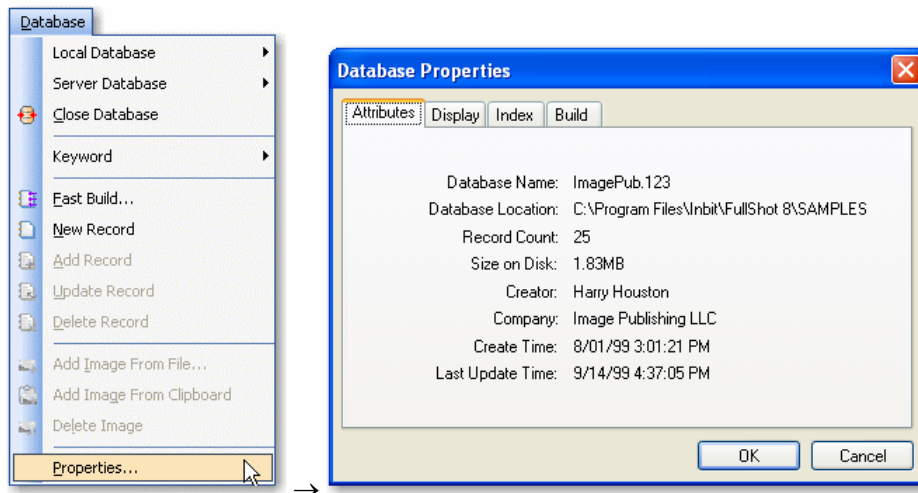 Database
Local Database
Server Database
Close Database
Keyword
Fast Build...
New Record
Add Record
Update Record
Delete Record
Add Image From File...
Add Image From Clipboard
Delete Image
Properties...
→
Database Properties
Attributes Display Index Build
Database Name: ImagePub.123
Database Location: C:\Program Files\Inbit\FullShot 8\SAMPLES
Record Count: 25
Size on Disk: 1.83MB
Creator: Harry Houston
Company: Image Publishing LLC
Create Time: 8/01/99 3:01:21 PM
Last Update Time: 9/14/99 4:37:05 PM
OK Cancel